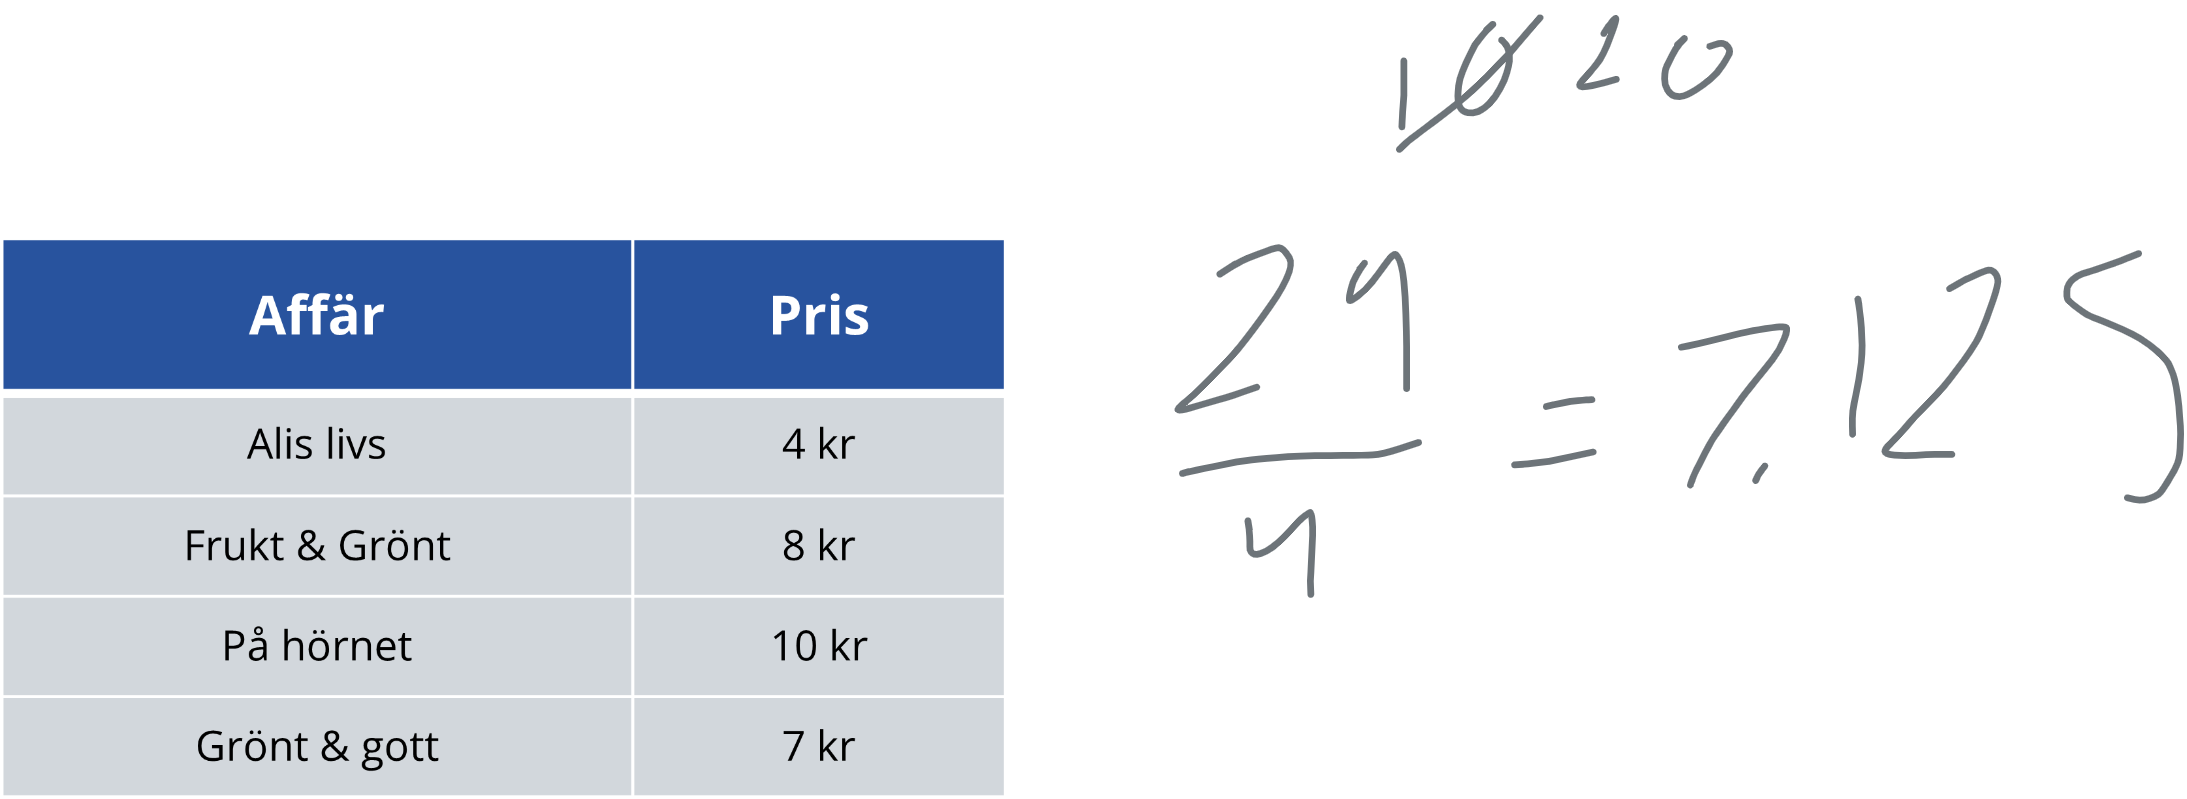 10 20
Affär Pris
Alis livs 4 kr
Frukt & Grönt 8 kr
På hörnet 10 kr
Grönt & gott 7 kr
29
4
= 7.125